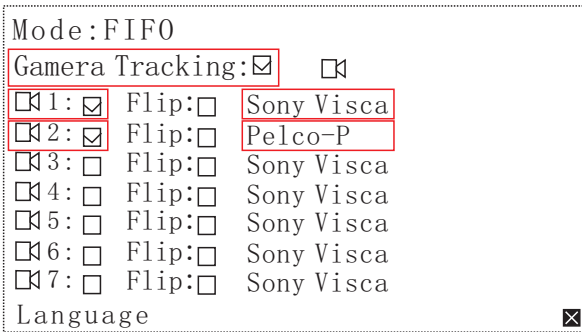 Mode:FIFO
Gamera Tracking:
1: Flip: Sony Visca
2: Flip: Pelco-P
3: Flip: Sony Visca
4: Flip: Sony Visca
5: Flip: Sony Visca
6: Flip: Sony Visca
7: Flip: Sony Visca
Language